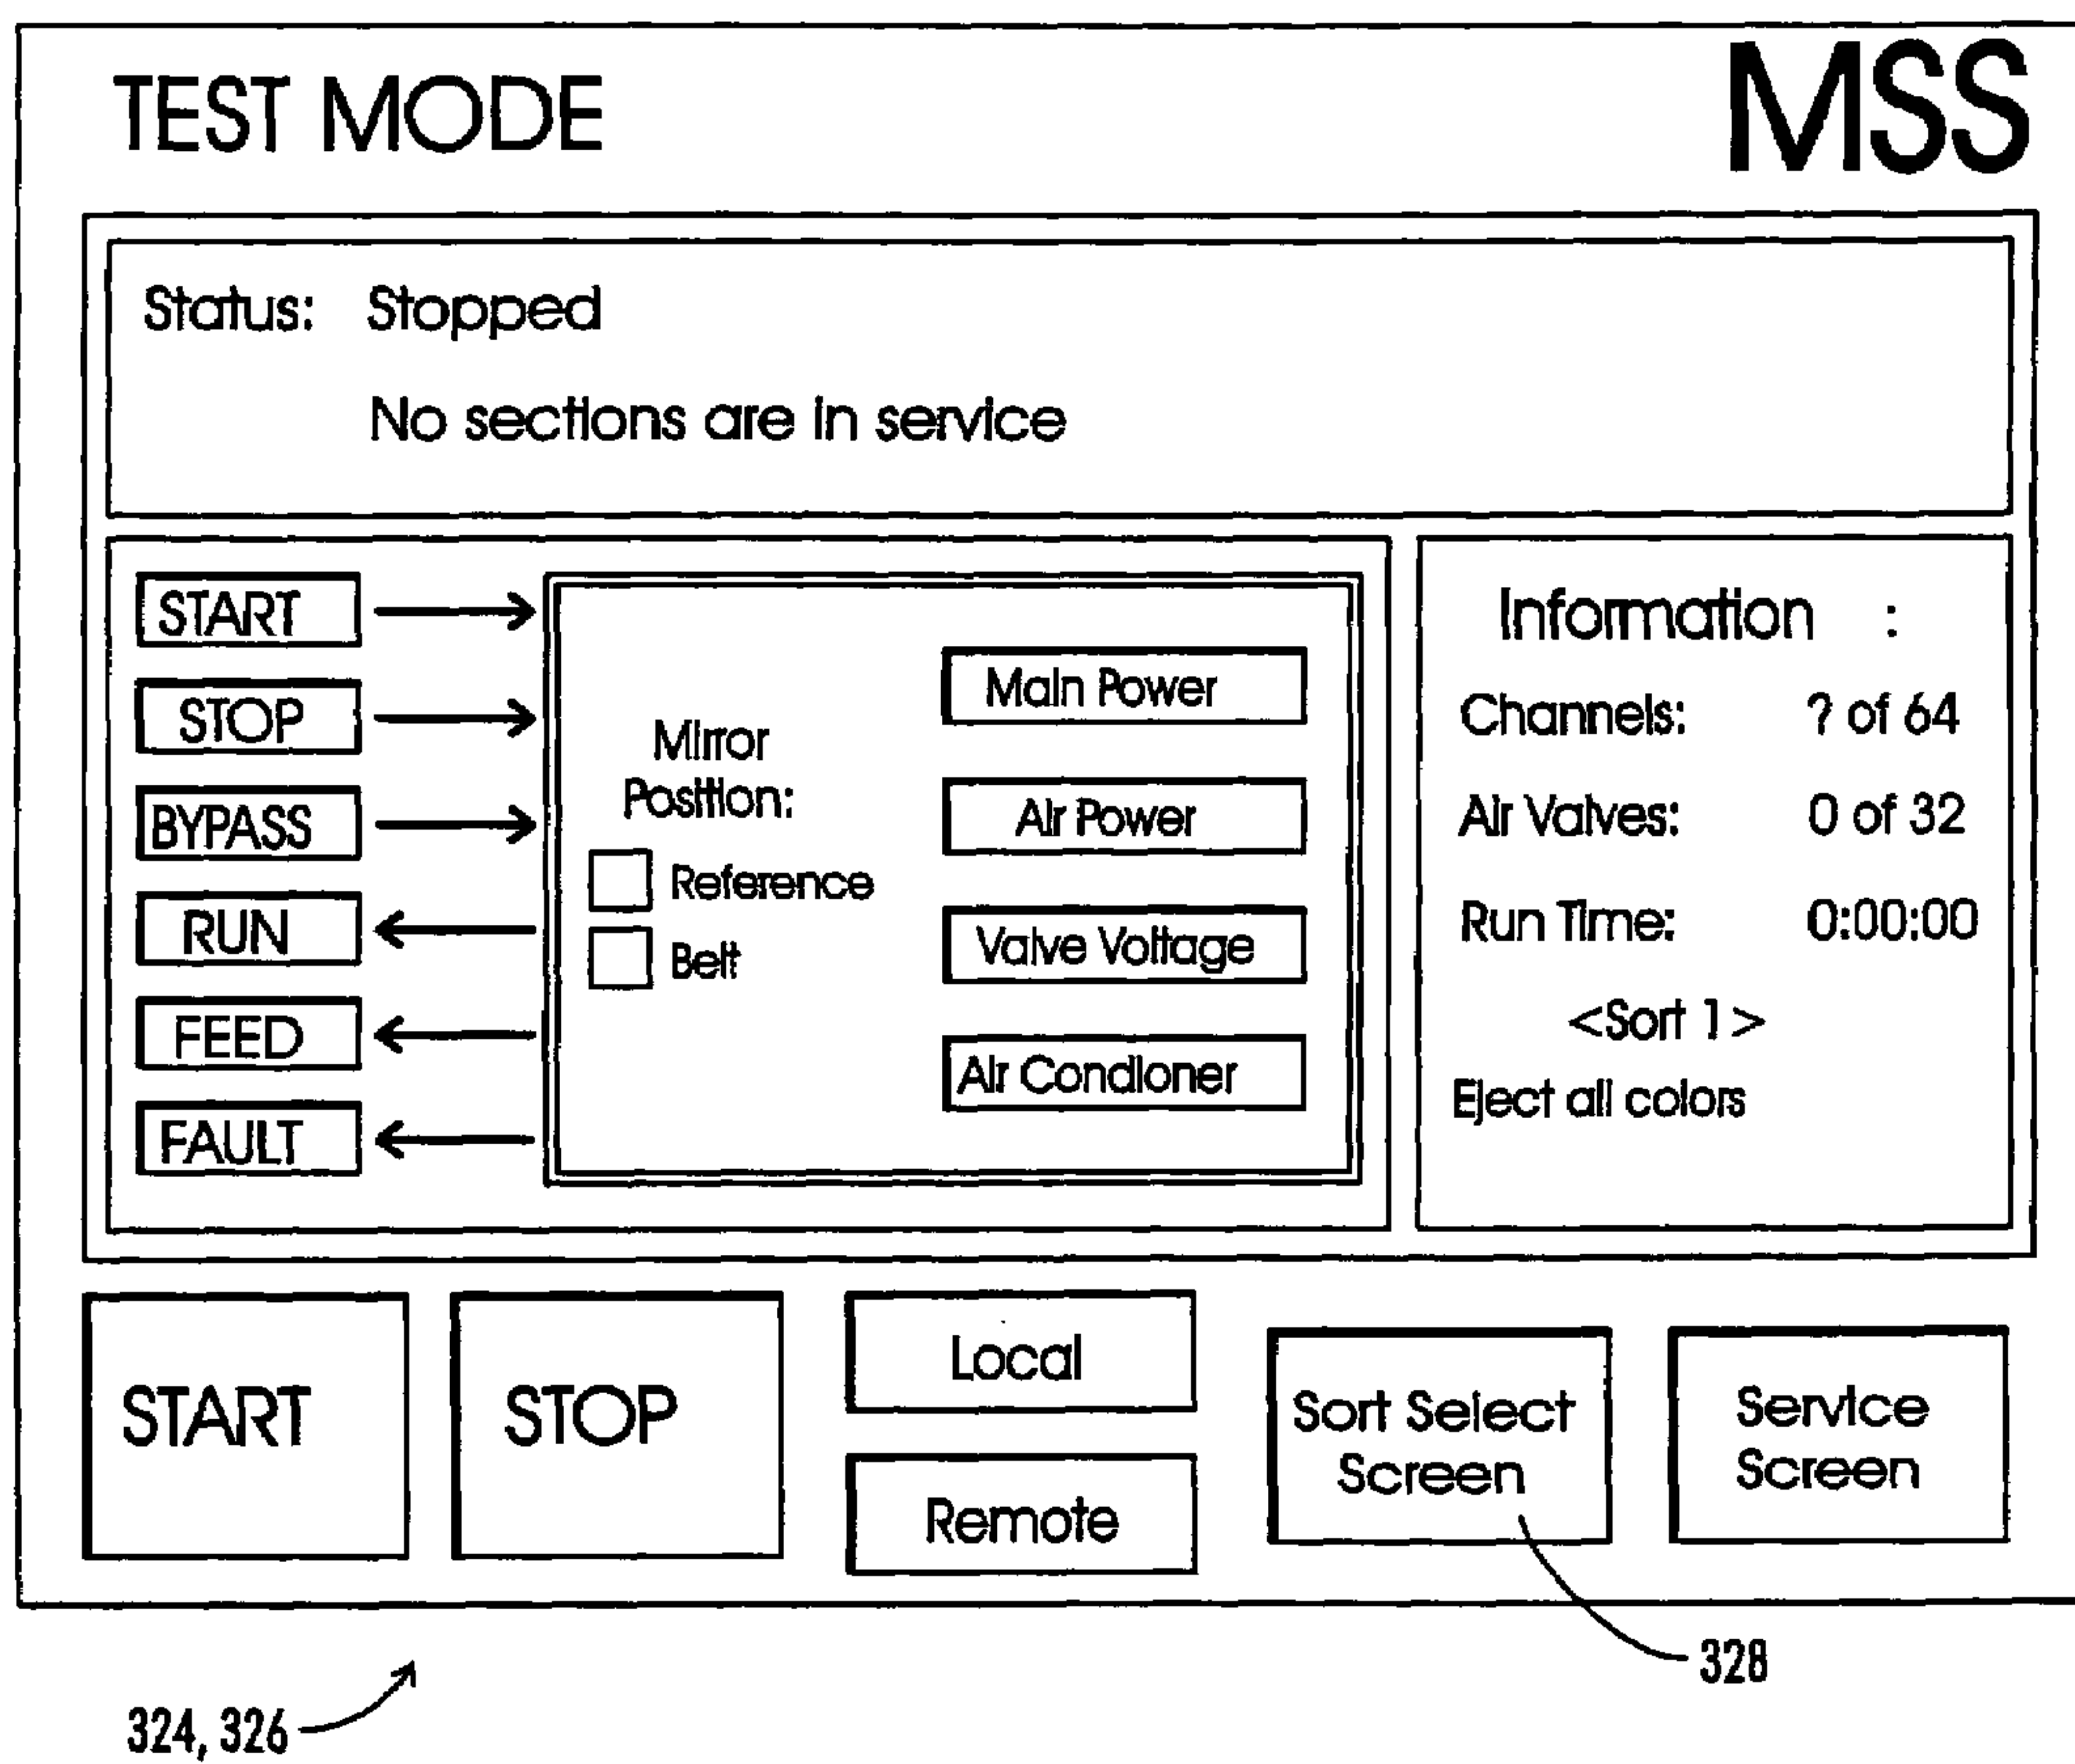 TEST MODE
MSS
Status: Stopped
No sections are in service
START
STOP
BYPASS
RUN
FEED
FAULT
Mirror
Position:
Reference
Belt
Main Power
Air Power
Valve Voltage
Air Condioner
Information :
Channels: ? of 64
Air Valves: 0 of 32
Run Time: 0:00:00
<Sort 1>
Eject all colors
START
STOP
Local
Remote
Sort Select
Screen
Service
Screen
328
324, 326